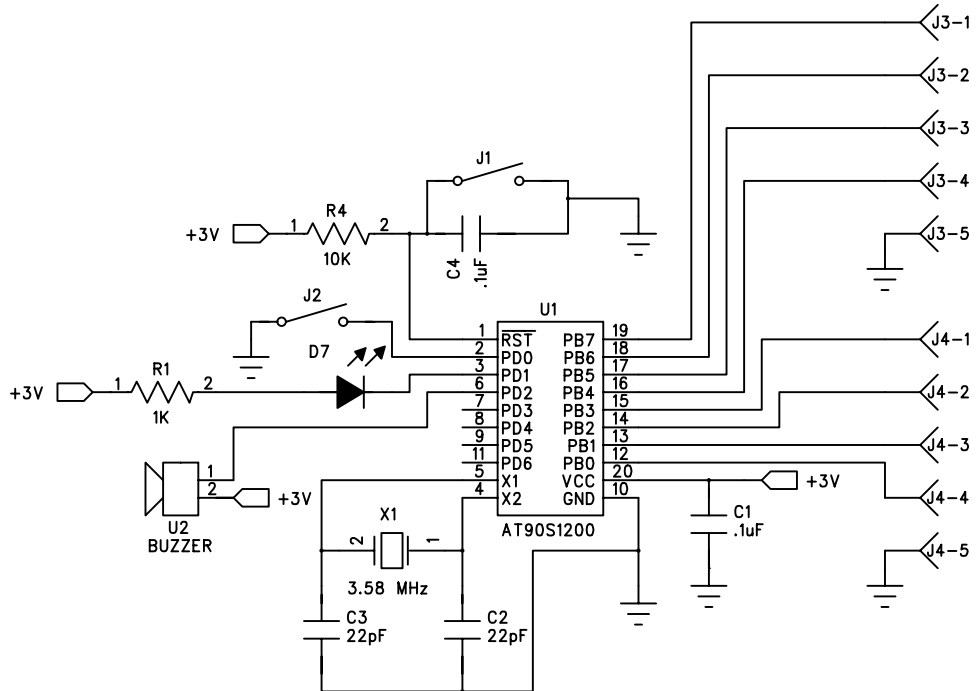 J3-1
J3-2
J3-3
J3-4
J3-5
J1
+3V
1
R4
2
10K
C4
.1uF
J2
D7
U1
1 RST PB7 19
2 PD0 PB6 18
3 PD1 PB5 17
6 PD2 PB4 16
7 PD3 PB3 15
8 PD4 PB2 14
9 PD5 PB1 13
11 PD6 PB0 12
5 X1 VCC 20
4 X2 GND 10
AT90S1200
J4-1
J4-2
J4-3
J4-4
J4-5
+3V
1
R1
2
1K
1
2
+3V
U2
BUZZER
X1
2
1
3.58 MHz
+3V
C1
.1uF
C3
22pF
C2
22pF